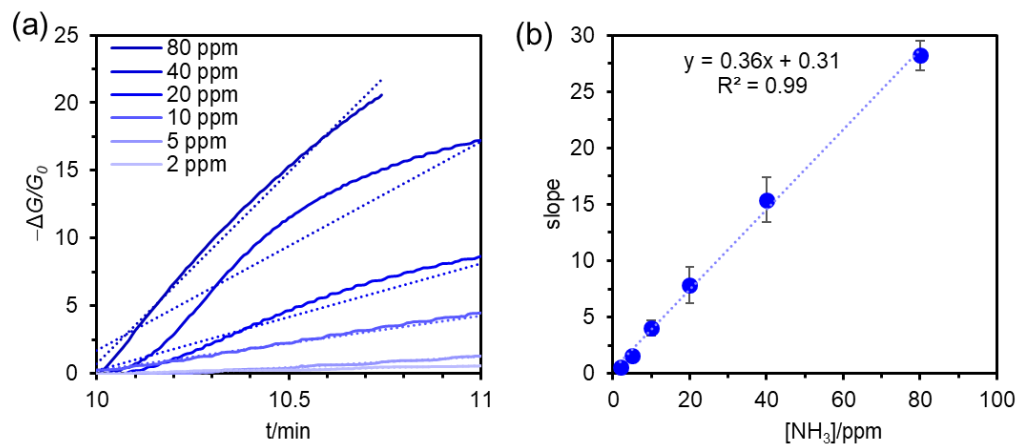 (a)
25
20
15
10
5
0
−ΔG/G₀
80 ppm
40 ppm
20 ppm
10 ppm
5 ppm
2 ppm
10
10.5
11
t/min
(b)
30
25
20
15
10
5
0
slope
y = 0.36x + 0.31
R² = 0.99
0
20
40
60
80
100
[NH₃]/ppm